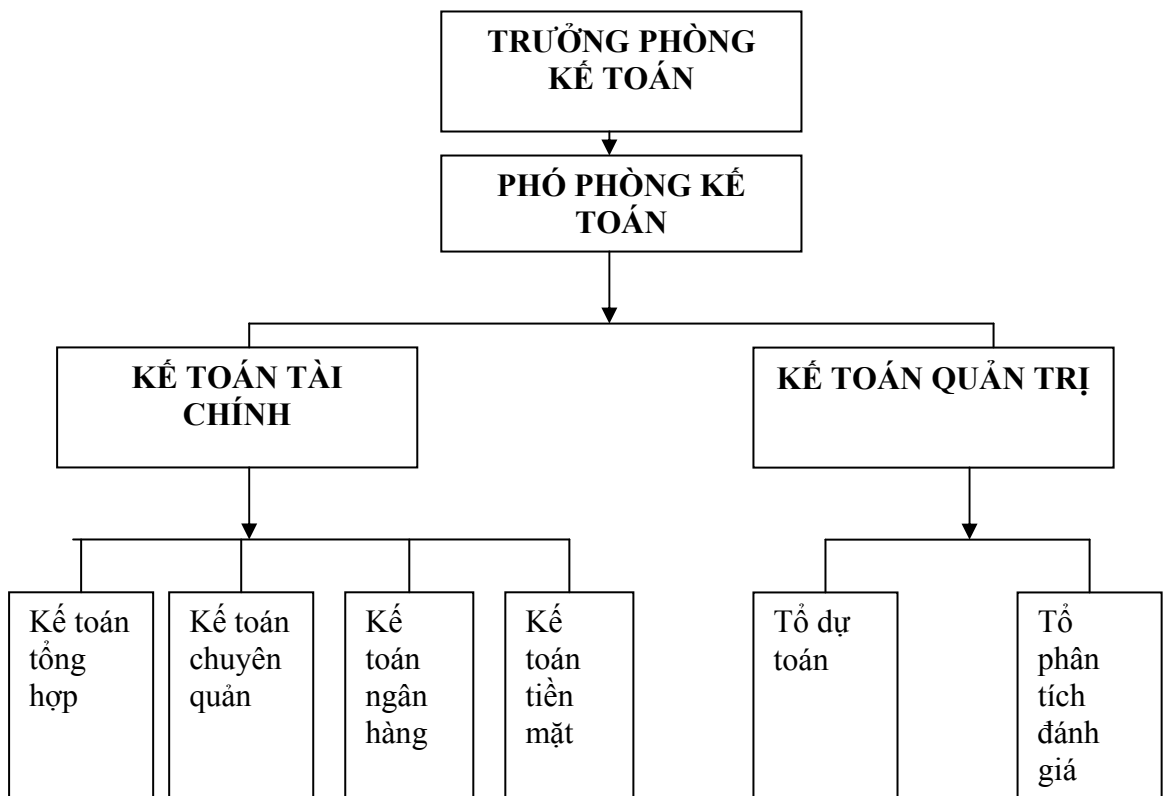 TRƯỞNG PHÒNG
KẾ TOÁN
PHÓ PHÒNG KẾ
TOÁN
KẾ TOÁN TÀI
CHÍNH
KẾ TOÁN QUẢN TRỊ
Kế toán
tổng
hợp
Kế toán
chuyên
quản
Kế
toán
ngân
hàng
Kế
toán
tiền
mặt
Tổ dự
toán
Tổ
phân
tích
đánh
giá